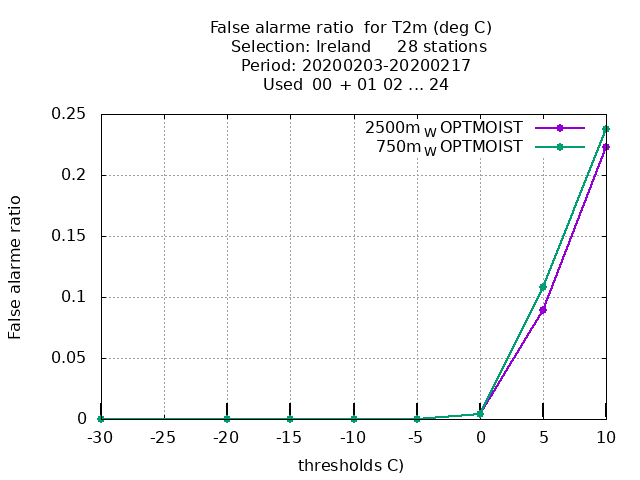 False alarme ratio  for T2m (deg C)
Selection: Ireland     28 stations
Period: 20200203-20200217
Used  00  + 01 02 ... 24
2500m_W OPTMOIST
750m_W OPTMOIST
0.25
0.2
0.15
0.1
0.05
0
False alarme ratio
-30 -25 -20 -15 -10 -5 0 5 10
thresholds C)